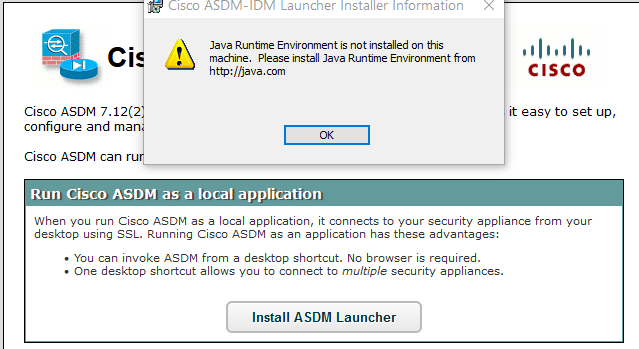 Cisco ASDM-IDM Launcher Installer Information
Java Runtime Environment is not installed on this
machine. Please install Java Runtime Environment from
http://java.com
OK
Cis
CISCO
Cisco ASDM 7.12(2)
it easy to set up,
configure and mana
Cisco ASDM can run
Run Cisco ASDM as a local application
When you run Cisco ASDM as a local application, it connects to your security appliance from your
desktop using SSL. Running Cisco ASDM as an application has these advantages:
• You can invoke ASDM from a desktop shortcut. No browser is required.
• One desktop shortcut allows you to connect to multiple security appliances.
Install ASDM Launcher